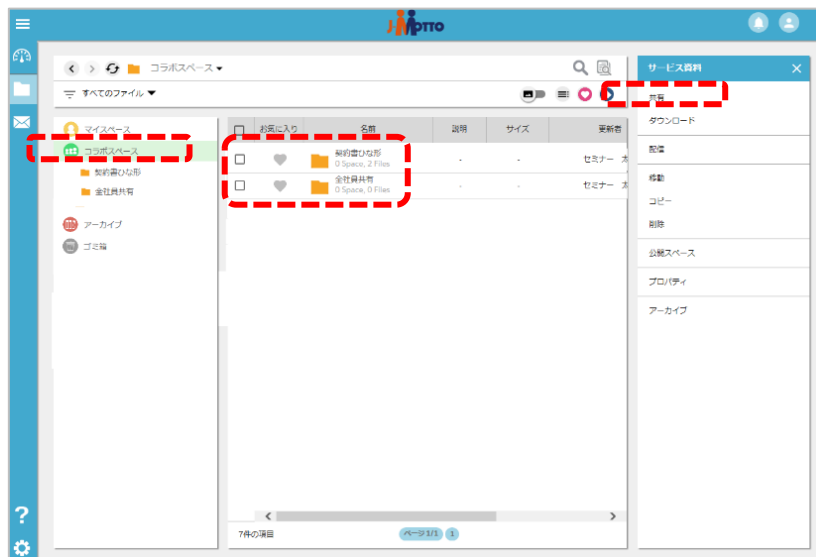 J MOTTO
コラボスペース
すべてのファイル
マイスペース
コラボスペース
契約書ひな形
全社員共有
アーカイブ
ゴミ箱
お気に入り 名前 説明 サイズ 更新者
契約書ひな形
0 Space, 2 Files
- - セミナー 太
全社員共有
0 Space, 0 Files
- - セミナー 太
7件の項目
ページ 1/1 1
サービス資料 ×
共有
ダウンロード
配信
移動
コピー
削除
公開スペース
プロパティ
アーカイブ
?